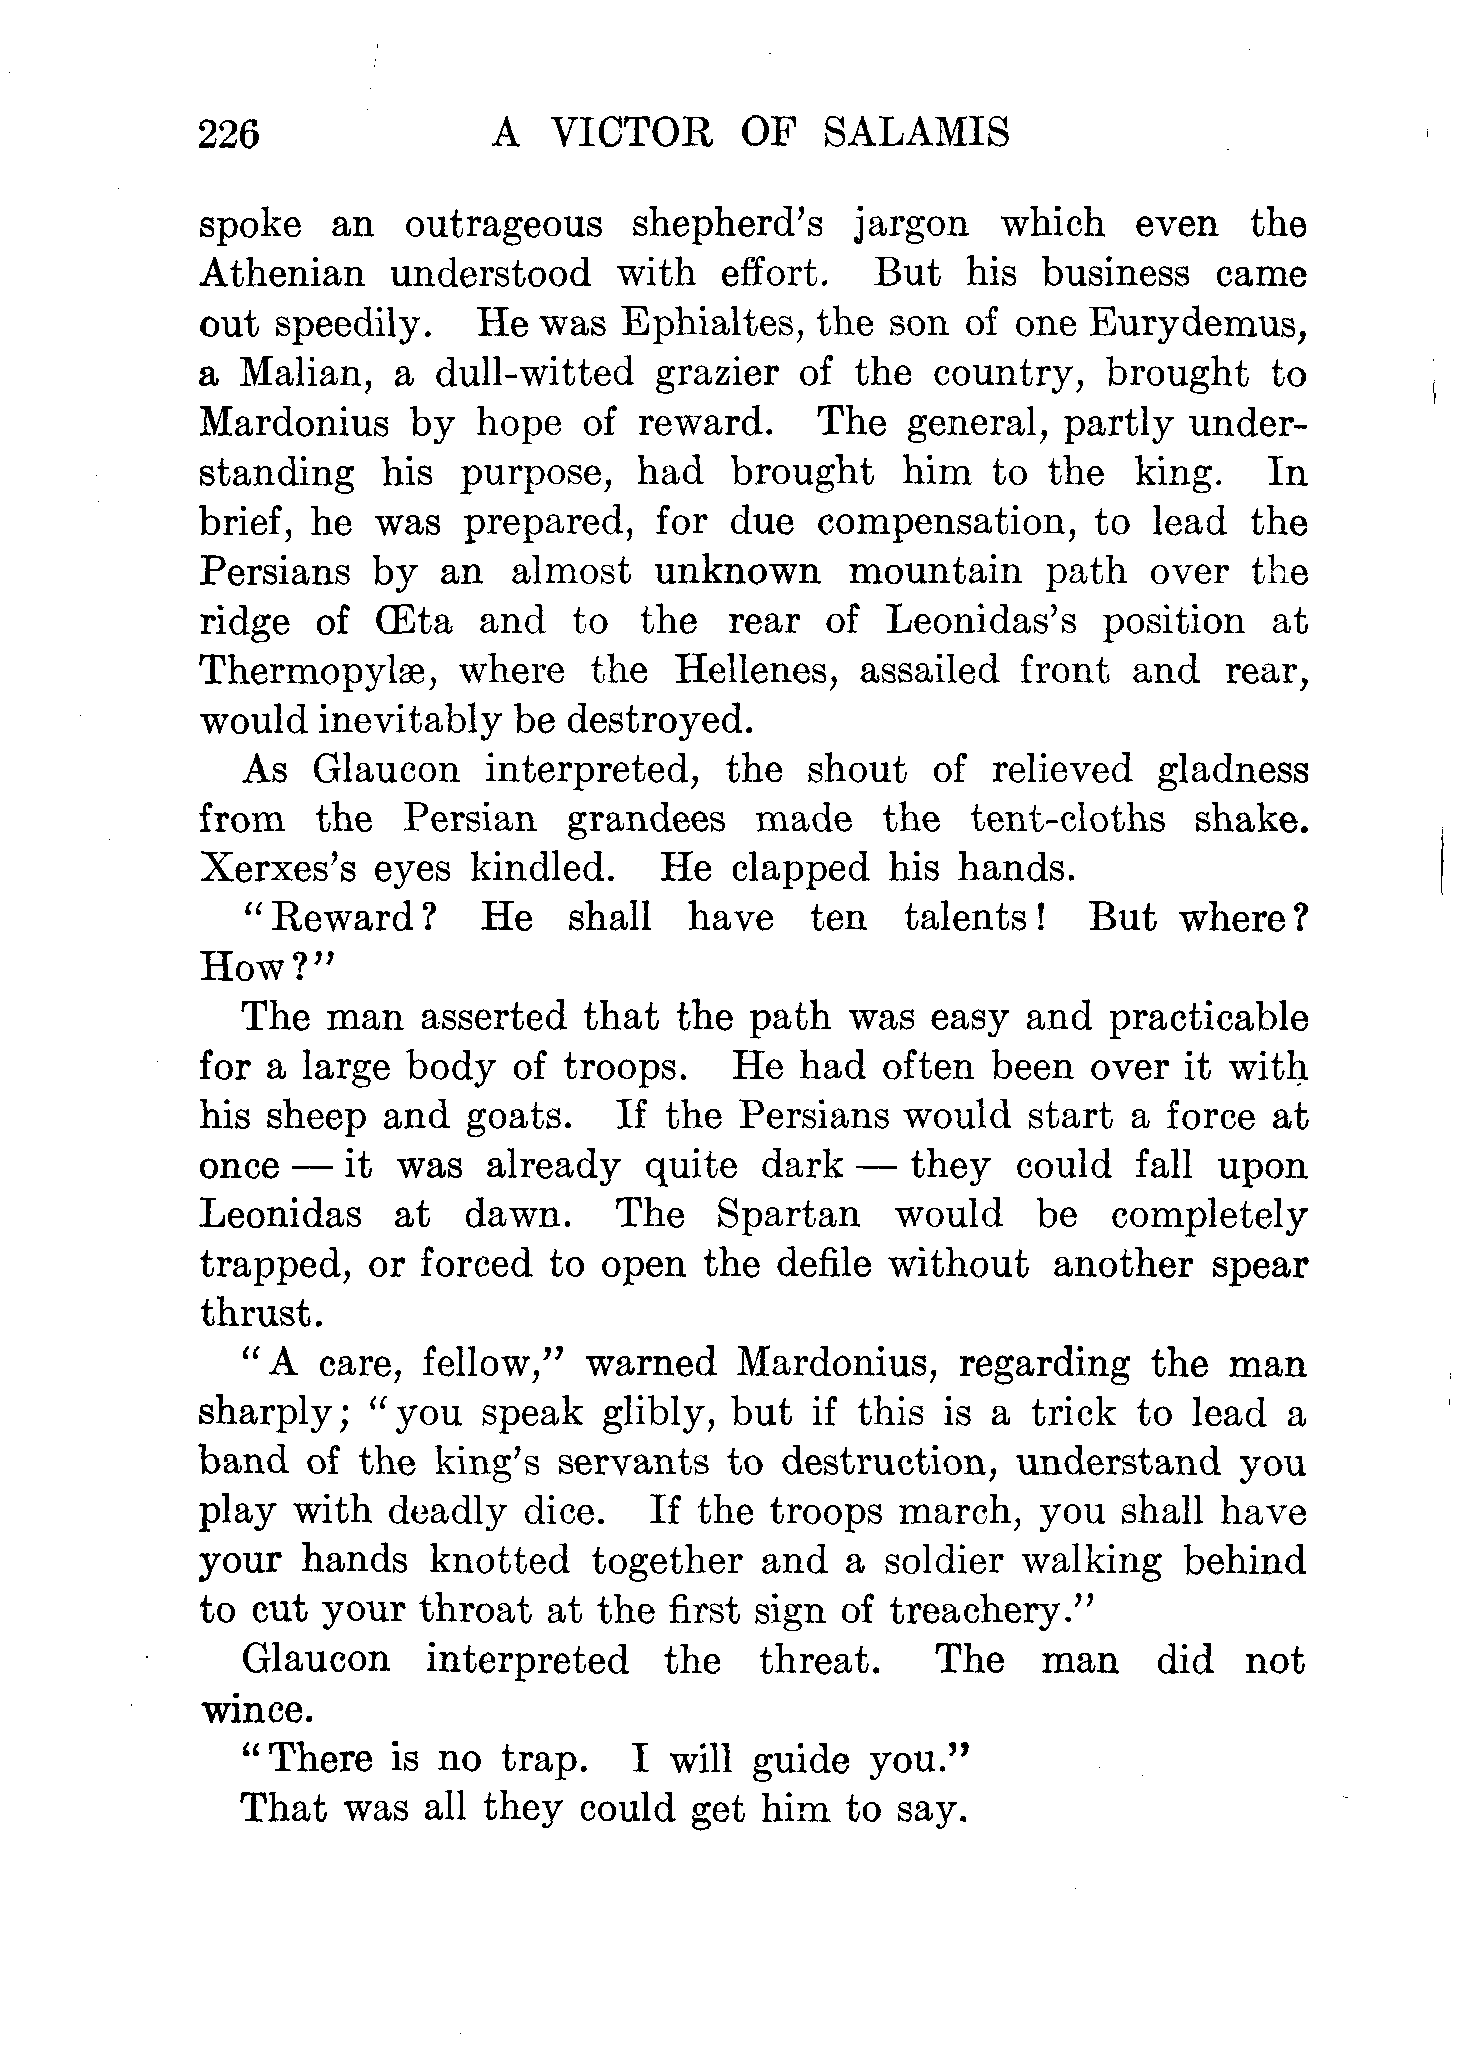 226 A VICTOR OF SALAMIS
spoke an outrageous shepherd's jargon which even the
Athenian understood with effort. But his business came
out speedily. He was Ephialtes, the son of one Eurydemus,
a Malian, a dull-witted grazier of the country, brought to
Mardonius by hope of reward. The general, partly under-
standing his purpose, had brought him to the king. In
brief, he was prepared, for due compensation, to lead the
Persians by an almost unknown mountain path over the
ridge of Œta and to the rear of Leonidas's position at
Thermopylæ, where the Hellenes, assailed front and rear,
would inevitably be destroyed.
As Glaucon interpreted, the shout of relieved gladness
from the Persian grandees made the tent-cloths shake.
Xerxes's eyes kindled. He clapped his hands.
"Reward? He shall have ten talents! But where?
How?"
The man asserted that the path was easy and practicable
for a large body of troops. He had often been over it with
his sheep and goats. If the Persians would start a force at
once — it was already quite dark — they could fall upon
Leonidas at dawn. The Spartan would be completely
trapped, or forced to open the defile without another spear
thrust.
"A care, fellow," warned Mardonius, regarding the man
sharply; "you speak glibly, but if this is a trick to lead a
band of the king's servants to destruction, understand you
play with deadly dice. If the troops march, you shall have
your hands knotted together and a soldier walking behind
to cut your throat at the first sign of treachery."
Glaucon interpreted the threat. The man did not
wince.
"There is no trap. I will guide you."
That was all they could get him to say.